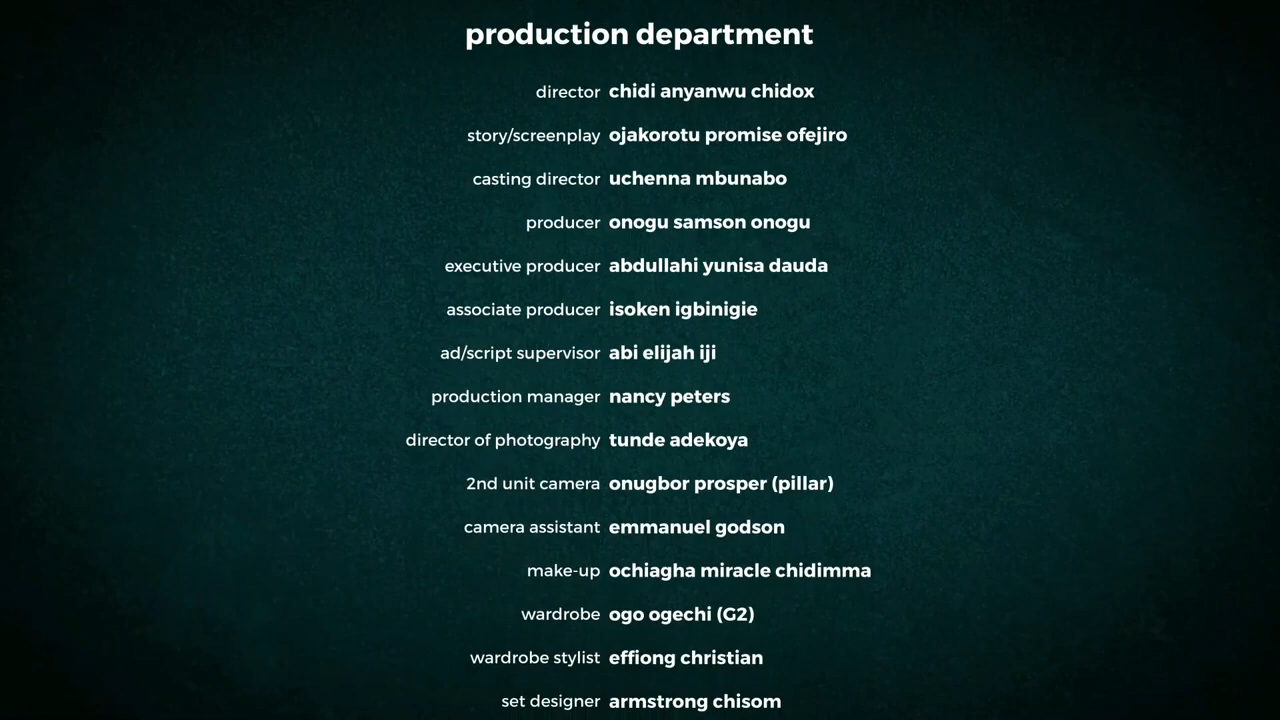 production department
director chidi anyanwu chidox
story/screenplay ojakorotu promise ofejiro
casting director uchenna mbunabo
producer onogu samson onogu
executive producer abdullahi yunisa dauda
associate producer isoken igbinigie
ad/script supervisor abi elijah iji
production manager nancy peters
director of photography tunde adekoya
2nd unit camera onugbor prosper (pillar)
camera assistant emmanuel godson
make-up ochiagha miracle chidimma
wardrobe ogo ogechi (G2)
wardrobe stylist effiong christian
set designer armstrong chisom